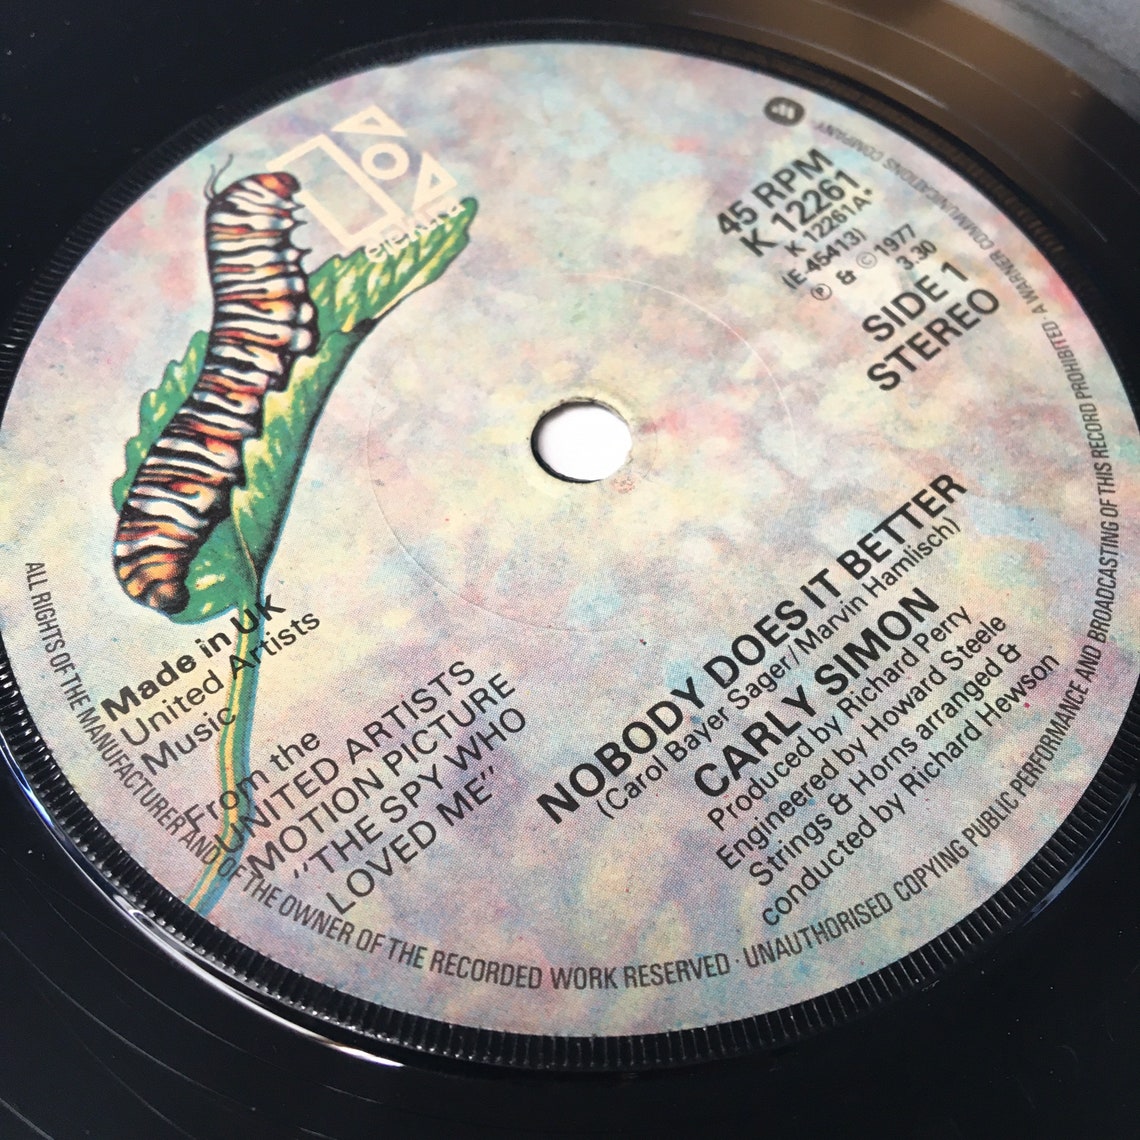 elektra
W
45 RPM
K 12261
K 12261A*
(E-45413)
℗ & © 1977
3.30
SIDE 1
STEREO
Made in UK
United Artists
Music
From the
UNITED ARTISTS
MOTION PICTURE
"THE SPY WHO
LOVED ME"
NOBODY DOES IT BETTER
(Carol Bayer Sager/Marvin Hamlisch)
CARLY SIMON
Produced by Richard Perry
Engineered by Howard Steele
Strings & Horns arranged &
conducted by Richard Hewson
ALL RIGHTS OF THE MANUFACTURER AND OF THE OWNER OF THE RECORDED WORK RESERVED · UNAUTHORISED COPYING PUBLIC PERFORMANCE AND BROADCASTING OF THIS RECORD PROHIBITED · A WARNER COMMUNICATIONS COMPANY